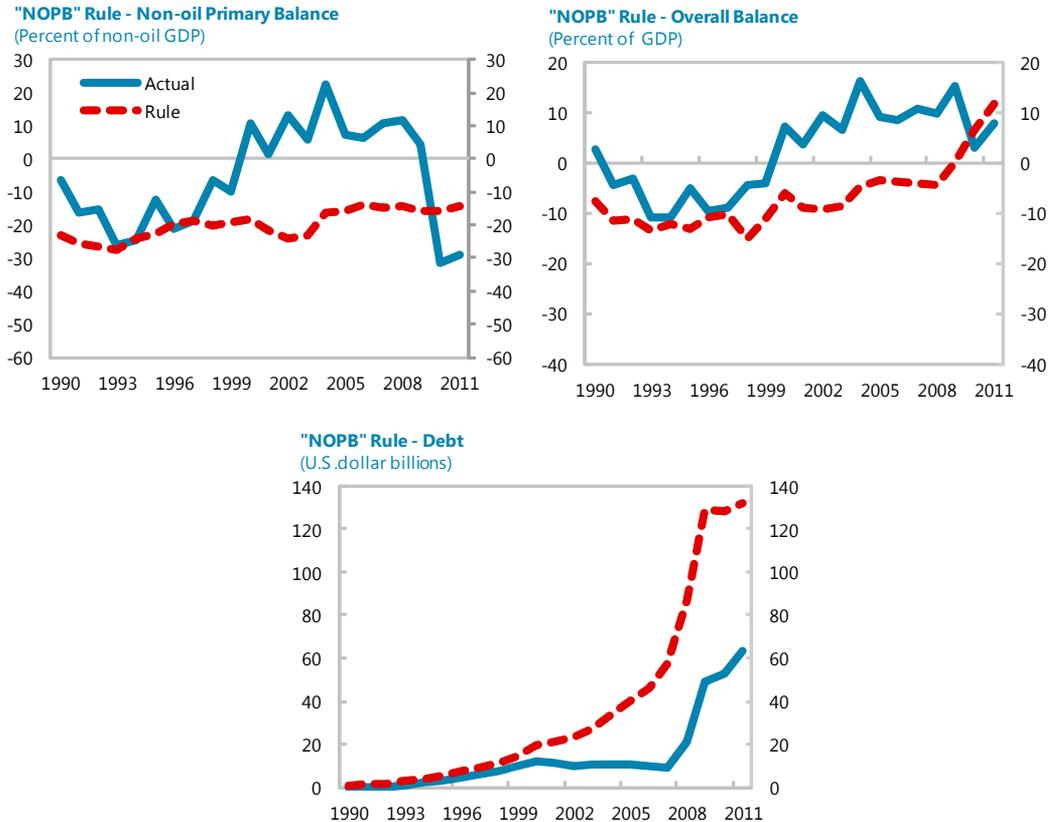 "NOPB" Rule - Non-oil Primary Balance
(Percent of non-oil GDP)
30 30
20 20
10 10
0 0
-10 -10
-20 -20
-30 -30
-40 -40
-50 -50
-60 -60
Actual
Rule
1990 1993 1996 1999 2002 2005 2008 2011
"NOPB" Rule - Overall Balance
(Percent of GDP)
20 20
10 10
0 0
-10 -10
-20 -20
-30 -30
-40 -40
1990 1993 1996 1999 2002 2005 2008 2011
"NOPB" Rule - Debt
(U.S .dollar billions)
140 140
120 120
100 100
80 80
60 60
40 40
20 20
0 0
1990 1993 1996 1999 2002 2005 2008 2011